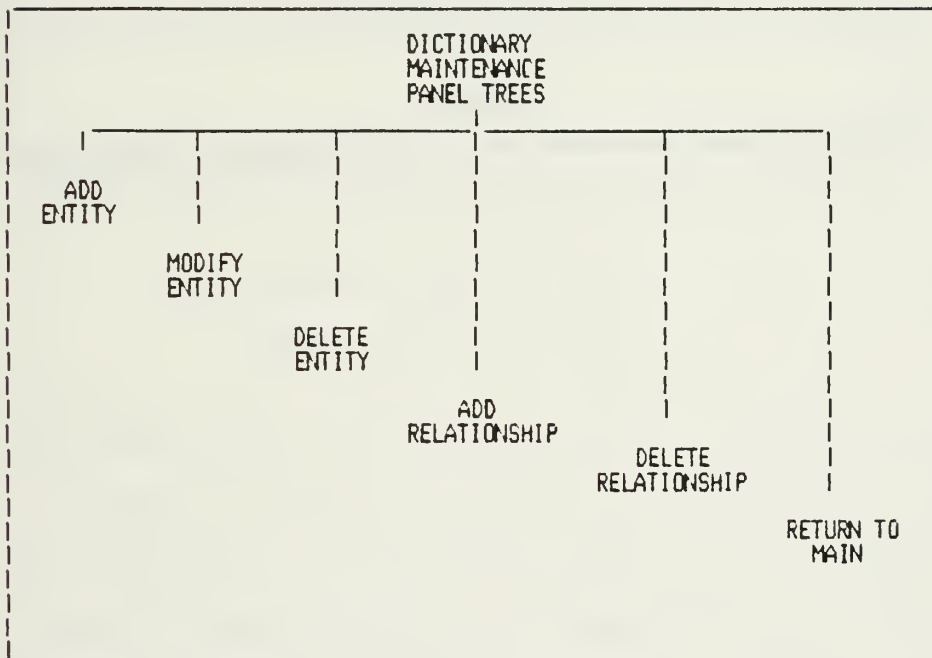 DICTIONARY
MAINTENANCE
PANEL TREES
ADD
ENTITY
MODIFY
ENTITY
DELETE
ENTITY
ADD
RELATIONSHIP
DELETE
RELATIONSHIP
RETURN TO
MAIN